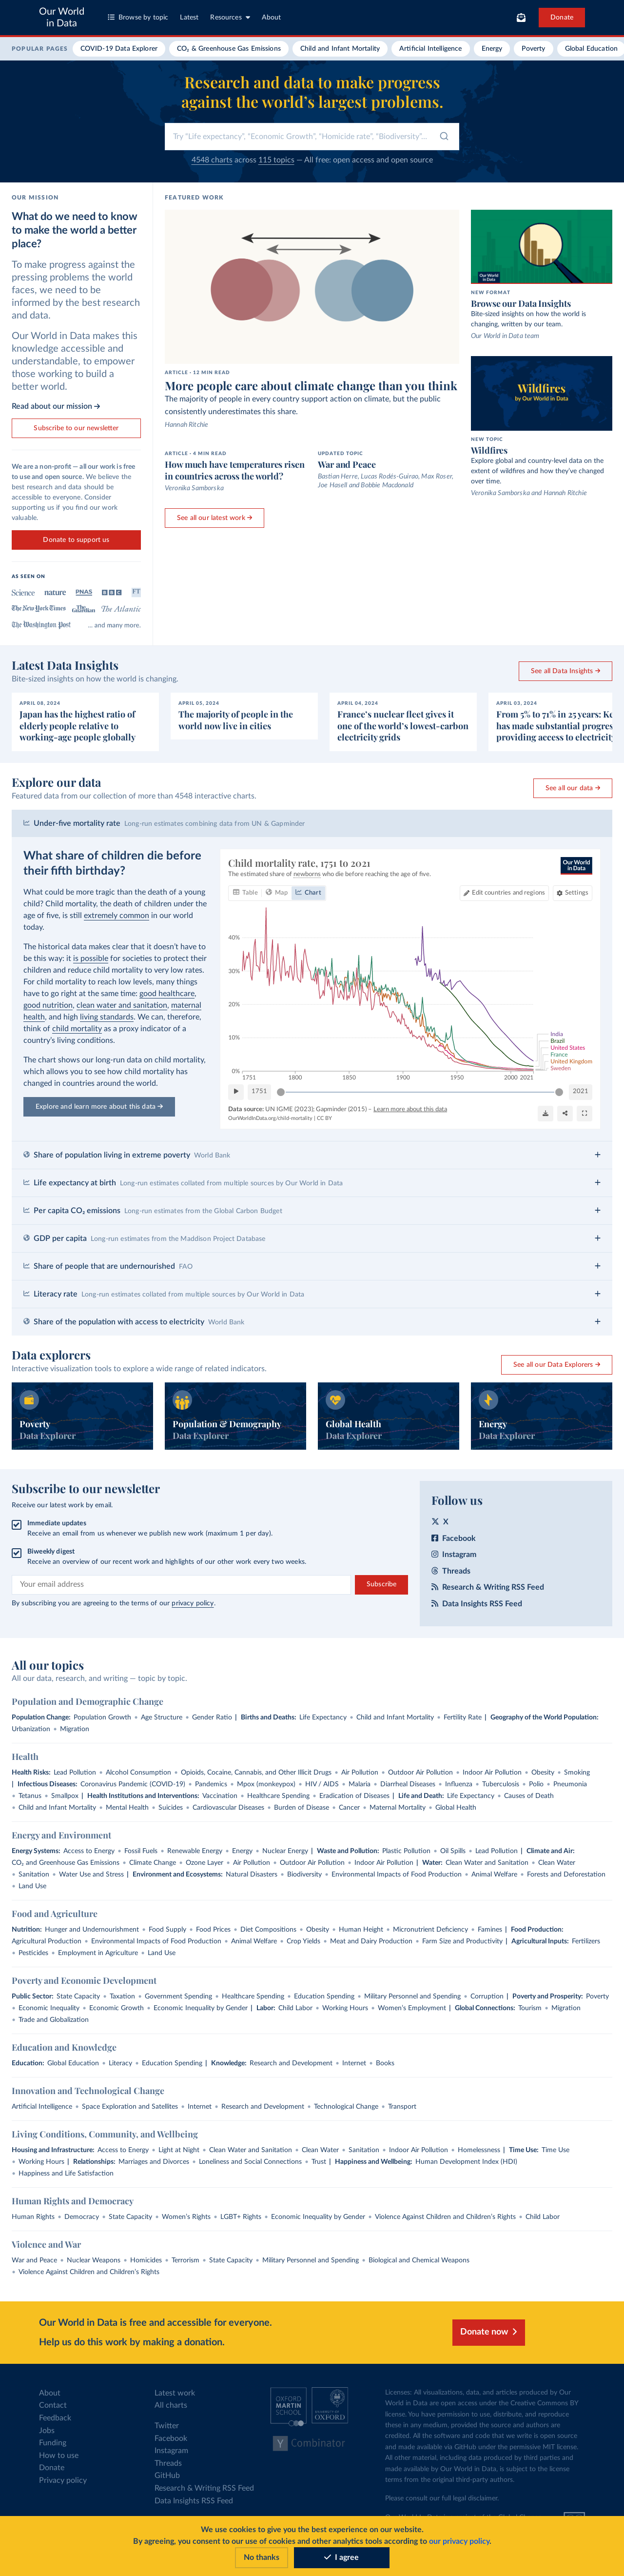 Our World
in Data
Browse by topic
Latest
Resources
About
Donate
POPULAR PAGES
COVID-19 Data Explorer
CO₂ & Greenhouse Gas Emissions
Child and Infant Mortality
Artificial Intelligence
Energy
Poverty
Global Education
Research and data to make progress
against the world's largest problems.
Try "Life expectancy", "Economic Growth", "Homicide rate", "Biodiversity"...
4548 charts across 115 topics — All free: open access and open source
OUR MISSION
What do we need to know
to make the world a better
place?
To make progress against the
pressing problems the world
faces, we need to be
informed by the best research
and data.
Our World in Data makes this
knowledge accessible and
understandable, to empower
those working to build a
better world.
Read about our mission →
Subscribe to our newsletter
We are a non-profit — all our work is free
to use and open source. We believe the
best research and data should be
accessible to everyone. Consider
supporting us if you find our work
valuable.
Donate to support us
AS SEEN ON
Science nature PNAS BBC FT
The New York Times The Guardian The Atlantic
The Washington Post ... and many more.
FEATURED WORK
ARTICLE · 12 MIN READ
More people care about climate change than you think
The majority of people in every country support action on climate, but the public
consistently underestimates this share.
Hannah Ritchie
ARTICLE · 4 MIN READ
How much have temperatures risen
in countries across the world?
Veronika Samborska
UPDATED TOPIC
War and Peace
Bastian Herre, Lucas Rodés-Guirao, Max Roser,
Joe Hasell and Bobbie Macdonald
See all our latest work →
Our World
in Data
NEW FORMAT
Browse our Data Insights
Bite-sized insights on how the world is
changing, written by our team.
Our World in Data team
Wildfires
by Our World in Data
NEW TOPIC
Wildfires
Explore global and country-level data on the
extent of wildfires and how they've changed
over time.
Veronika Samborska and Hannah Ritchie
Latest Data Insights
Bite-sized insights on how the world is changing.
See all Data Insights →
APRIL 08, 2024
Japan has the highest ratio of
elderly people relative to
working-age people globally
APRIL 05, 2024
The majority of people in the
world now live in cities
APRIL 04, 2024
France's nuclear fleet gives it
one of the world's lowest-carbon
electricity grids
APRIL 03, 2024
From 5% to 71% in 25 years: Ke
has made substantial progres
providing access to electricity
Explore our data
Featured data from our collection of more than 4548 interactive charts.
See all our data →
Under-five mortality rate Long-run estimates combining data from UN & Gapminder
What share of children die before
their fifth birthday?
What could be more tragic than the death of a young
child? Child mortality, the death of children under the
age of five, is still extremely common in our world
today.
The historical data makes clear that it doesn't have to
be this way: it is possible for societies to protect their
children and reduce child mortality to very low rates.
For child mortality to reach low levels, many things
have to go right at the same time: good healthcare,
good nutrition, clean water and sanitation, maternal
health, and high living standards. We can, therefore,
think of child mortality as a proxy indicator of a
country's living conditions.
The chart shows our long-run data on child mortality,
which allows you to see how child mortality has
changed in countries around the world.
Explore and learn more about this data →
Child mortality rate, 1751 to 2021
The estimated share of newborns who die before reaching the age of five.
Our World
in Data
Table
Map
Chart
Edit countries and regions
Settings
40%
30%
20%
10%
0%
India
Brazil
United States
France
United Kingdom
Sweden
1751 1800 1850 1900 1950 2000 2021
1751
2021
Data source: UN IGME (2023); Gapminder (2015) – Learn more about this data
OurWorldInData.org/child-mortality | CC BY
Share of population living in extreme poverty World Bank +
Life expectancy at birth Long-run estimates collated from multiple sources by Our World in Data +
Per capita CO₂ emissions Long-run estimates from the Global Carbon Budget +
GDP per capita Long-run estimates from the Maddison Project Database +
Share of people that are undernourished FAO +
Literacy rate Long-run estimates collated from multiple sources by Our World in Data +
Share of the population with access to electricity World Bank +
Data explorers
Interactive visualization tools to explore a wide range of related indicators.
See all our Data Explorers →
Poverty
Data Explorer
Population & Demography
Data Explorer
Global Health
Data Explorer
Energy
Data Explorer
Subscribe to our newsletter
Receive our latest work by email.
Immediate updates
Receive an email from us whenever we publish new work (maximum 1 per day).
Biweekly digest
Receive an overview of our recent work and highlights of our other work every two weeks.
Your email address
Subscribe
By subscribing you are agreeing to the terms of our privacy policy.
Follow us
X
Facebook
Instagram
Threads
Research & Writing RSS Feed
Data Insights RSS Feed
All our topics
All our data, research, and writing — topic by topic.
Population and Demographic Change
Population Change: Population Growth • Age Structure • Gender Ratio | Births and Deaths: Life Expectancy • Child and Infant Mortality • Fertility Rate | Geography of the World Population:
Urbanization • Migration
Health
Health Risks: Lead Pollution • Alcohol Consumption • Opioids, Cocaine, Cannabis, and Other Illicit Drugs • Air Pollution • Outdoor Air Pollution • Indoor Air Pollution • Obesity • Smoking
| Infectious Diseases: Coronavirus Pandemic (COVID-19) • Pandemics • Mpox (monkeypox) • HIV / AIDS • Malaria • Diarrheal Diseases • Influenza • Tuberculosis • Polio • Pneumonia
• Tetanus • Smallpox | Health Institutions and Interventions: Vaccination • Healthcare Spending • Eradication of Diseases | Life and Death: Life Expectancy • Causes of Death
• Child and Infant Mortality • Mental Health • Suicides • Cardiovascular Diseases • Burden of Disease • Cancer • Maternal Mortality • Global Health
Energy and Environment
Energy Systems: Access to Energy • Fossil Fuels • Renewable Energy • Energy • Nuclear Energy | Waste and Pollution: Plastic Pollution • Oil Spills • Lead Pollution | Climate and Air:
CO₂ and Greenhouse Gas Emissions • Climate Change • Ozone Layer • Air Pollution • Outdoor Air Pollution • Indoor Air Pollution | Water: Clean Water and Sanitation • Clean Water
• Sanitation • Water Use and Stress | Environment and Ecosystems: Natural Disasters • Biodiversity • Environmental Impacts of Food Production • Animal Welfare • Forests and Deforestation
• Land Use
Food and Agriculture
Nutrition: Hunger and Undernourishment • Food Supply • Food Prices • Diet Compositions • Obesity • Human Height • Micronutrient Deficiency • Famines | Food Production:
Agricultural Production • Environmental Impacts of Food Production • Animal Welfare • Crop Yields • Meat and Dairy Production • Farm Size and Productivity | Agricultural Inputs: Fertilizers
• Pesticides • Employment in Agriculture • Land Use
Poverty and Economic Development
Public Sector: State Capacity • Taxation • Government Spending • Healthcare Spending • Education Spending • Military Personnel and Spending • Corruption | Poverty and Prosperity: Poverty
• Economic Inequality • Economic Growth • Economic Inequality by Gender | Labor: Child Labor • Working Hours • Women's Employment | Global Connections: Tourism • Migration
• Trade and Globalization
Education and Knowledge
Education: Global Education • Literacy • Education Spending | Knowledge: Research and Development • Internet • Books
Innovation and Technological Change
Artificial Intelligence • Space Exploration and Satellites • Internet • Research and Development • Technological Change • Transport
Living Conditions, Community, and Wellbeing
Housing and Infrastructure: Access to Energy • Light at Night • Clean Water and Sanitation • Clean Water • Sanitation • Indoor Air Pollution • Homelessness | Time Use: Time Use
• Working Hours | Relationships: Marriages and Divorces • Loneliness and Social Connections • Trust | Happiness and Wellbeing: Human Development Index (HDI)
• Happiness and Life Satisfaction
Human Rights and Democracy
Human Rights • Democracy • State Capacity • Women's Rights • LGBT+ Rights • Economic Inequality by Gender • Violence Against Children and Children's Rights • Child Labor
Violence and War
War and Peace • Nuclear Weapons • Homicides • Terrorism • State Capacity • Military Personnel and Spending • Biological and Chemical Weapons
• Violence Against Children and Children's Rights
Our World in Data is free and accessible for everyone.
Help us do this work by making a donation.
Donate now
About
Contact
Feedback
Jobs
Funding
How to use
Donate
Privacy policy
Latest work
All charts
Twitter
Facebook
Instagram
Threads
GitHub
Research & Writing RSS Feed
Data Insights RSS Feed
OXFORD
MARTIN
SCHOOL
UNIVERSITY OF
OXFORD
Y Combinator
Licenses: All visualizations, data, and articles produced by Our
World in Data are open access under the Creative Commons BY
license. You have permission to use, distribute, and reproduce
these in any medium, provided the source and authors are
credited. All the software and code that we write is open source
and made available via GitHub under the permissive MIT license.
All other material, including data produced by third parties and
made available by Our World in Data, is subject to the license
terms from the original third-party authors.
Please consult our full legal disclaimer.
We use cookies to give you the best experience on our website.
By agreeing, you consent to our use of cookies and other analytics tools according to our privacy policy.
No thanks
I agree